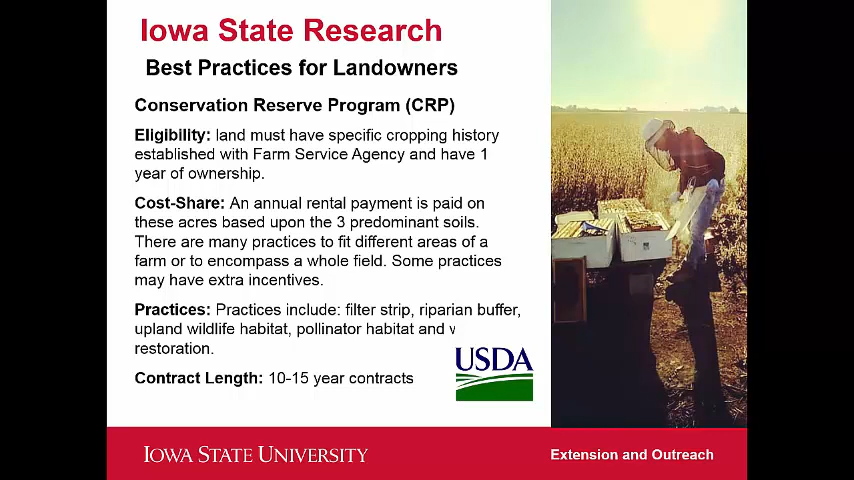 Iowa State Research
Best Practices for Landowners
Conservation Reserve Program (CRP)
Eligibility: land must have specific cropping history
established with Farm Service Agency and have 1
year of ownership.
Cost-Share: An annual rental payment is paid on
these acres based upon the 3 predominant soils.
There are many practices to fit different areas of a
farm or to encompass a whole field. Some practices
may have extra incentives.
Practices: Practices include: filter strip, riparian buffer,
upland wildlife habitat, pollinator habitat and
restoration.
USDA
Contract Length: 10-15 year contracts
IOWA STATE UNIVERSITY
Extension and Outreach